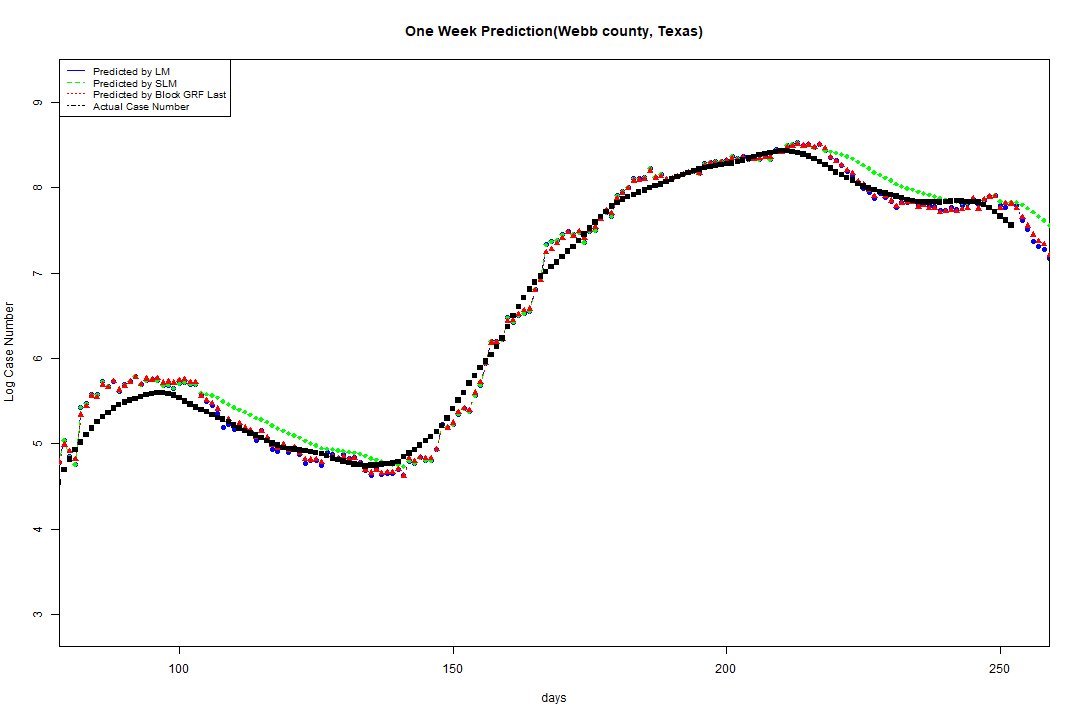 One Week Prediction(Webb county, Texas)
Predicted by LM
Predicted by SLM
Predicted by Block GRF Last
Actual Case Number
9
8
7
6
5
4
3
Log Case Number
100 150 200 250
days